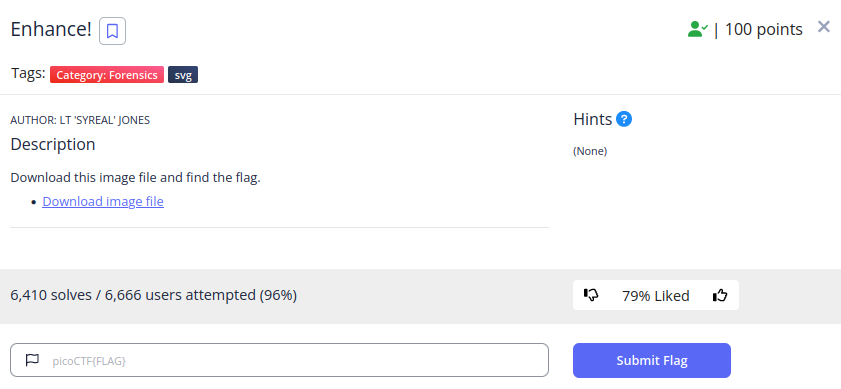 Enhance!
| 100 points
Tags: Category: Forensics svg
AUTHOR: LT 'SYREAL' JONES
Description
Download this image file and find the flag.
• Download image file
Hints ?
(None)
6,410 solves / 6,666 users attempted (96%)
79% Liked
picoCTF{FLAG}
Submit Flag